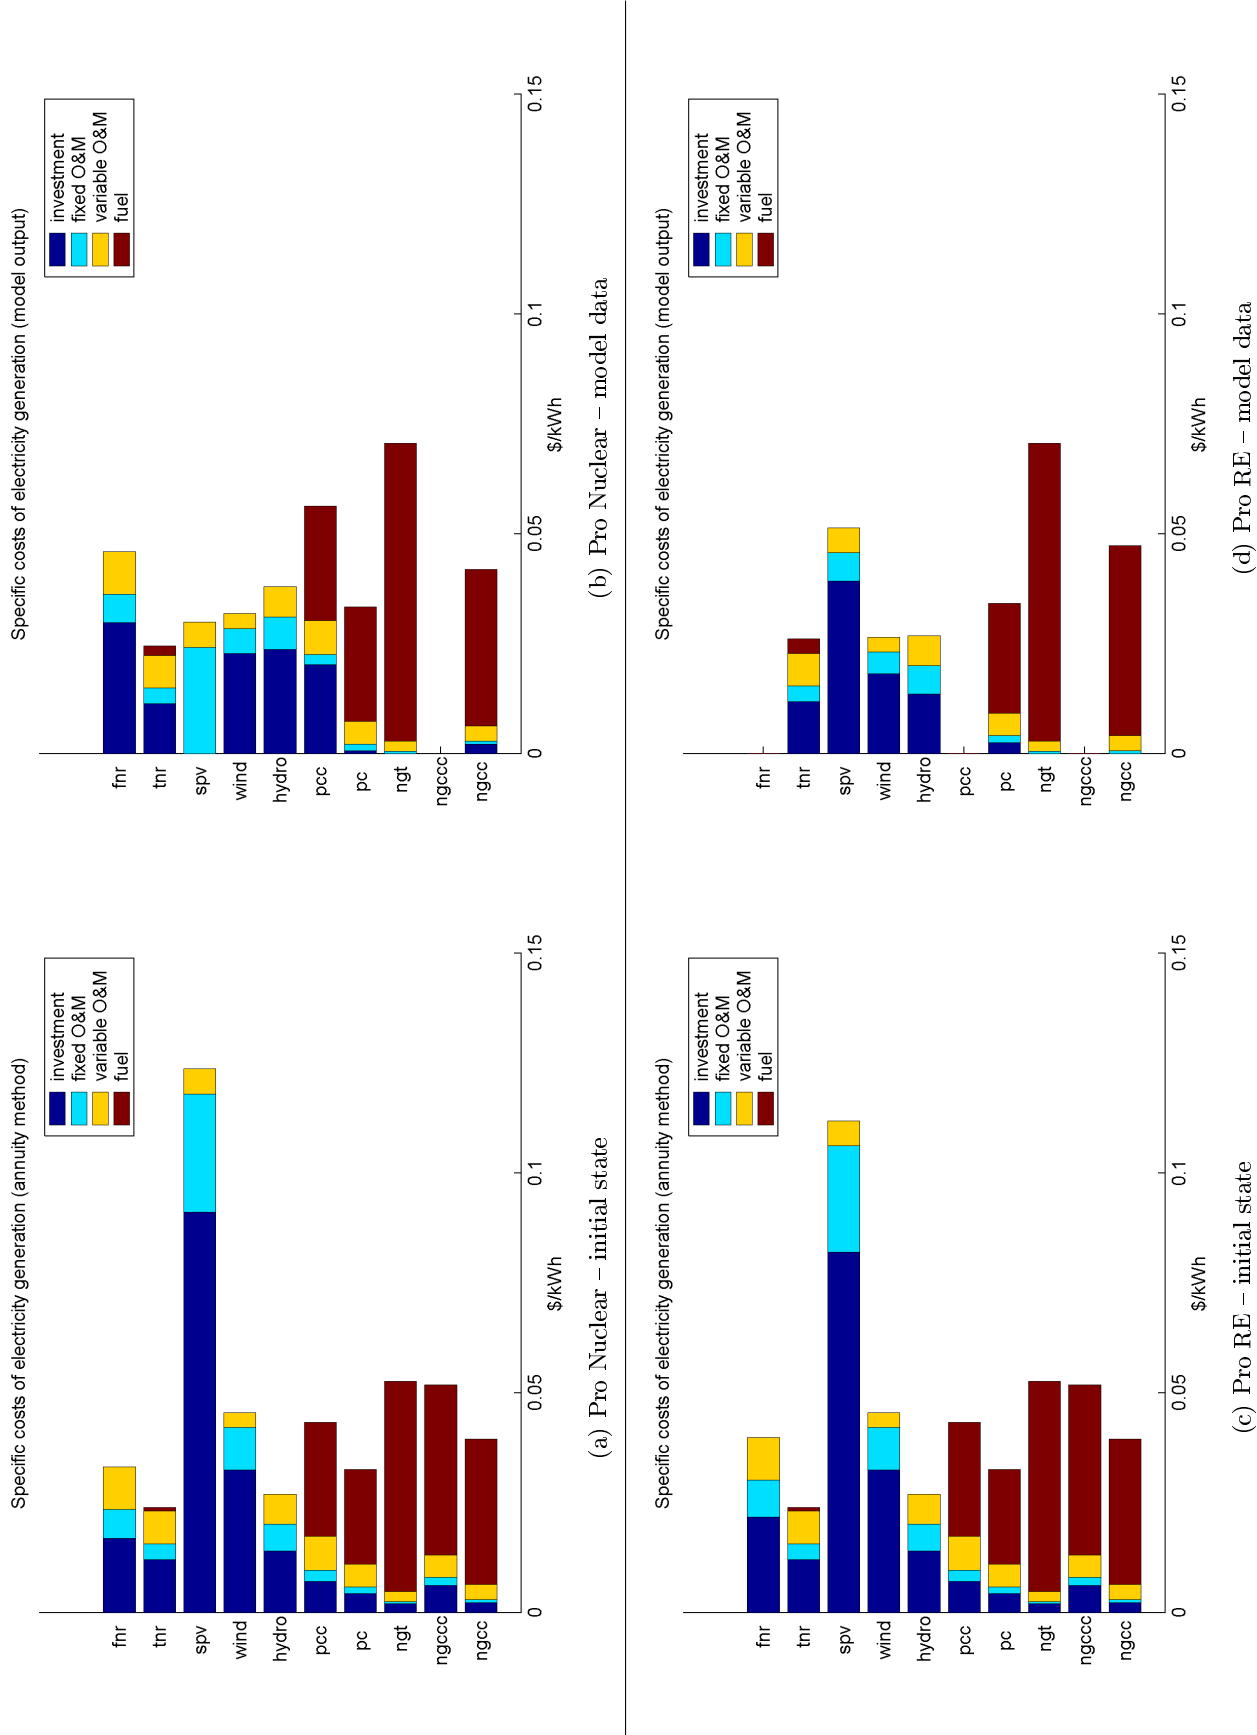 Specific costs of electricity generation (annuity method)
investment
fixed O&M
variable O&M
fuel
fnr
tnr
spv
wind
hydro
pcc
pc
ngt
ngccc
ngcc
0
0.05
0.1
0.15
$/kWh
(a) Pro Nuclear – initial state
Specific costs of electricity generation (model output)
investment
fixed O&M
variable O&M
fuel
fnr
tnr
spv
wind
hydro
pcc
pc
ngt
ngccc
ngcc
0
0.05
0.1
0.15
$/kWh
(b) Pro Nuclear – model data
Specific costs of electricity generation (annuity method)
investment
fixed O&M
variable O&M
fuel
fnr
tnr
spv
wind
hydro
pcc
pc
ngt
ngccc
ngcc
0
0.05
0.1
0.15
$/kWh
(c) Pro RE – initial state
Specific costs of electricity generation (model output)
investment
fixed O&M
variable O&M
fuel
fnr
tnr
spv
wind
hydro
pcc
pc
ngt
ngccc
ngcc
0
0.05
0.1
0.15
$/kWh
(d) Pro RE – model data